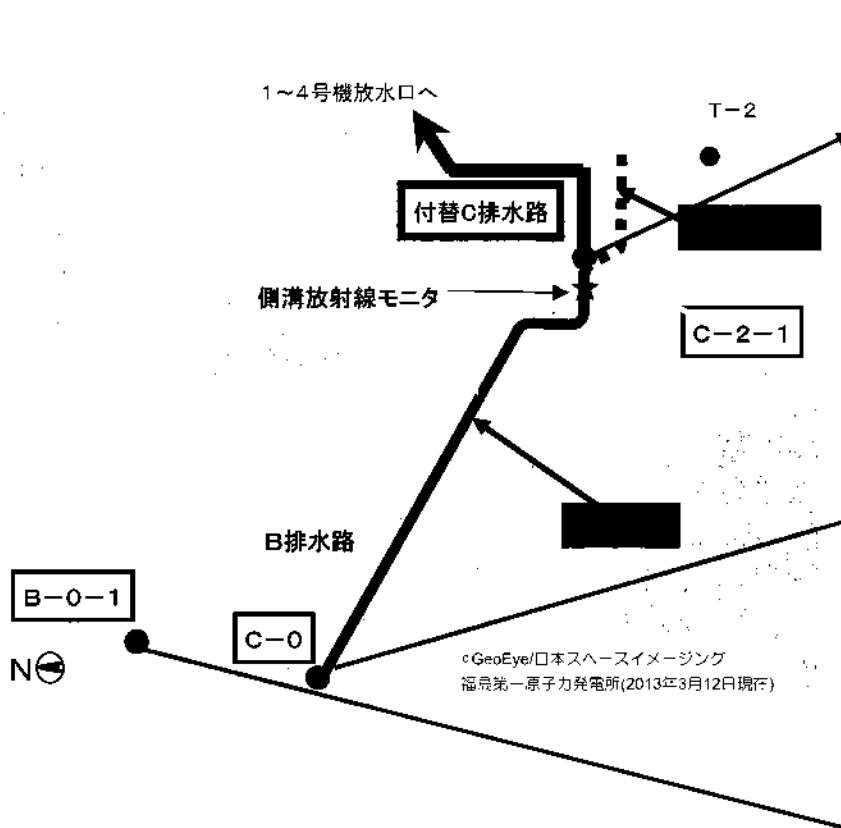 1～4号機放水口へ
T－2
付替C排水路
側溝放射線モニタ
C－2－1
B排水路
B－0－1
C－0
N
©GeoEye/日本スペースイメージング
福島第一原子力発電所(2013年3月12日現在)